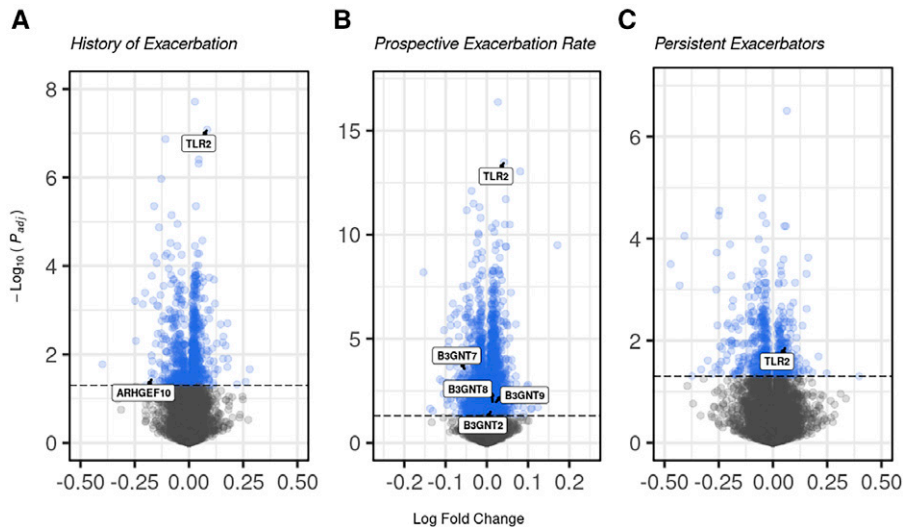 A
History of Exacerbation
B
Prospective Exacerbation Rate
C
Persistent Exacerbators
8
6
4
2
0
−Log10 ( Padj )
TLR2
ARHGEF10
-0.50 -0.25 0.00 0.25 0.50
15
10
5
0
TLR2
B3GNT7
B3GNT8
B3GNT9
B3GNT2
-0.2 -0.1 0.0 0.1 0.2
6
4
2
0
TLR2
-0.50 -0.25 0.00 0.25 0.50
Log Fold Change